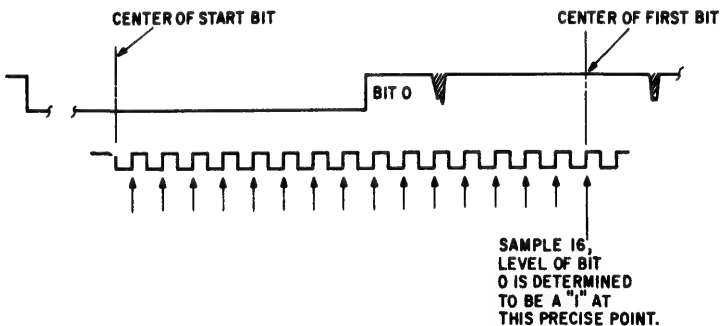 CENTER OF START BIT
CENTER OF FIRST BIT
BIT 0
SAMPLE 16,
LEVEL OF BIT
0 IS DETERMINED
TO BE A "1" AT
THIS PRECISE POINT.